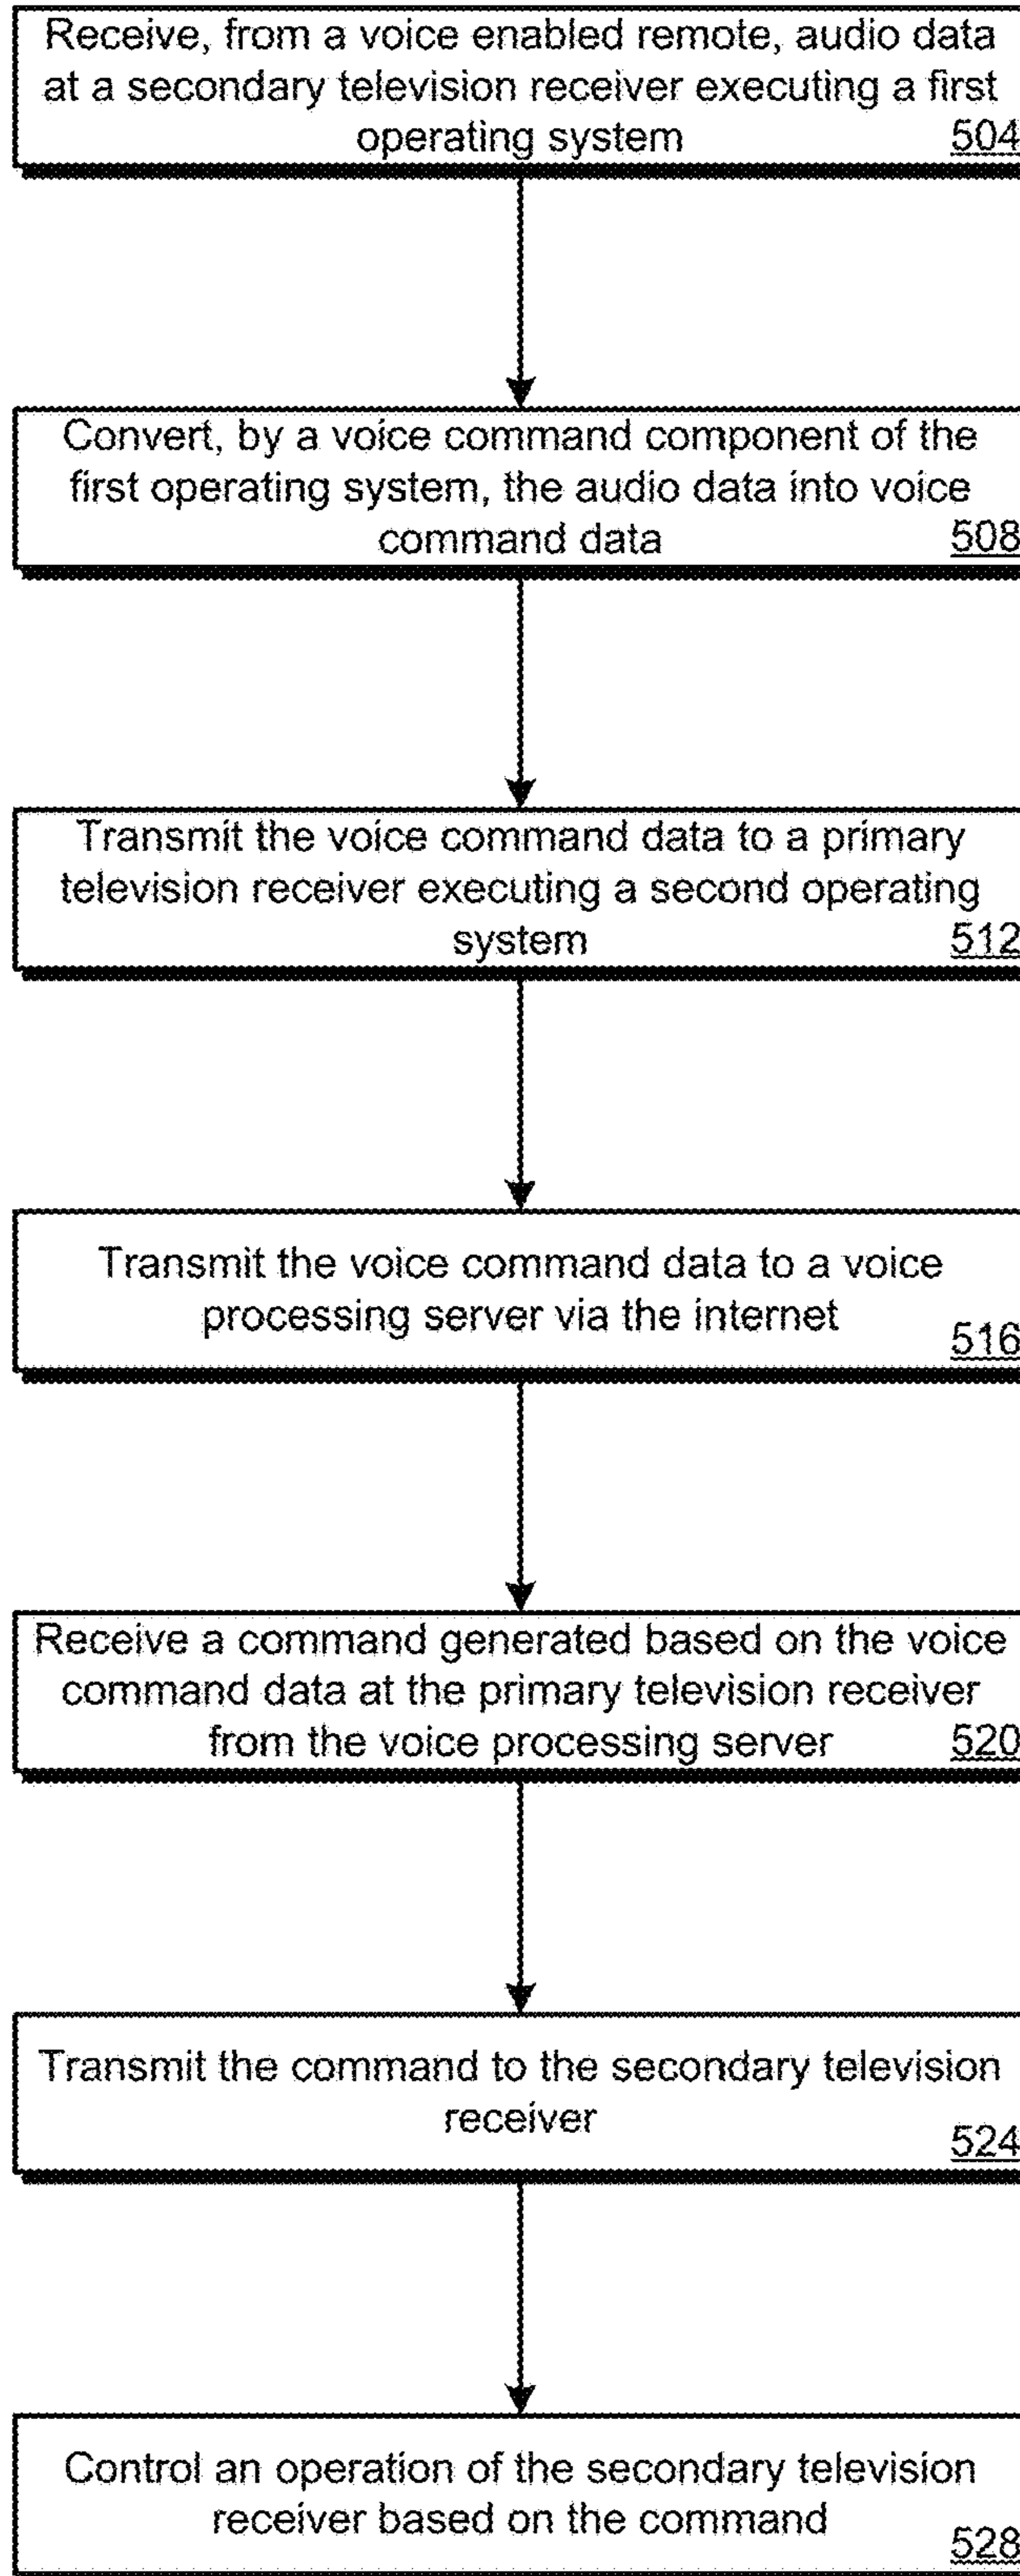 Receive, from a voice enabled remote, audio data
at a secondary television receiver executing a first
operating system 504
Convert, by a voice command component of the
first operating system, the audio data into voice
command data 508
Transmit the voice command data to a primary
television receiver executing a second operating
system 512
Transmit the voice command data to a voice
processing server via the internet
516
Receive a command generated based on the voice
command data at the primary television receiver
from the voice processing server 520
Transmit the command to the secondary television
receiver
524
Control an operation of the secondary television
receiver based on the command
528